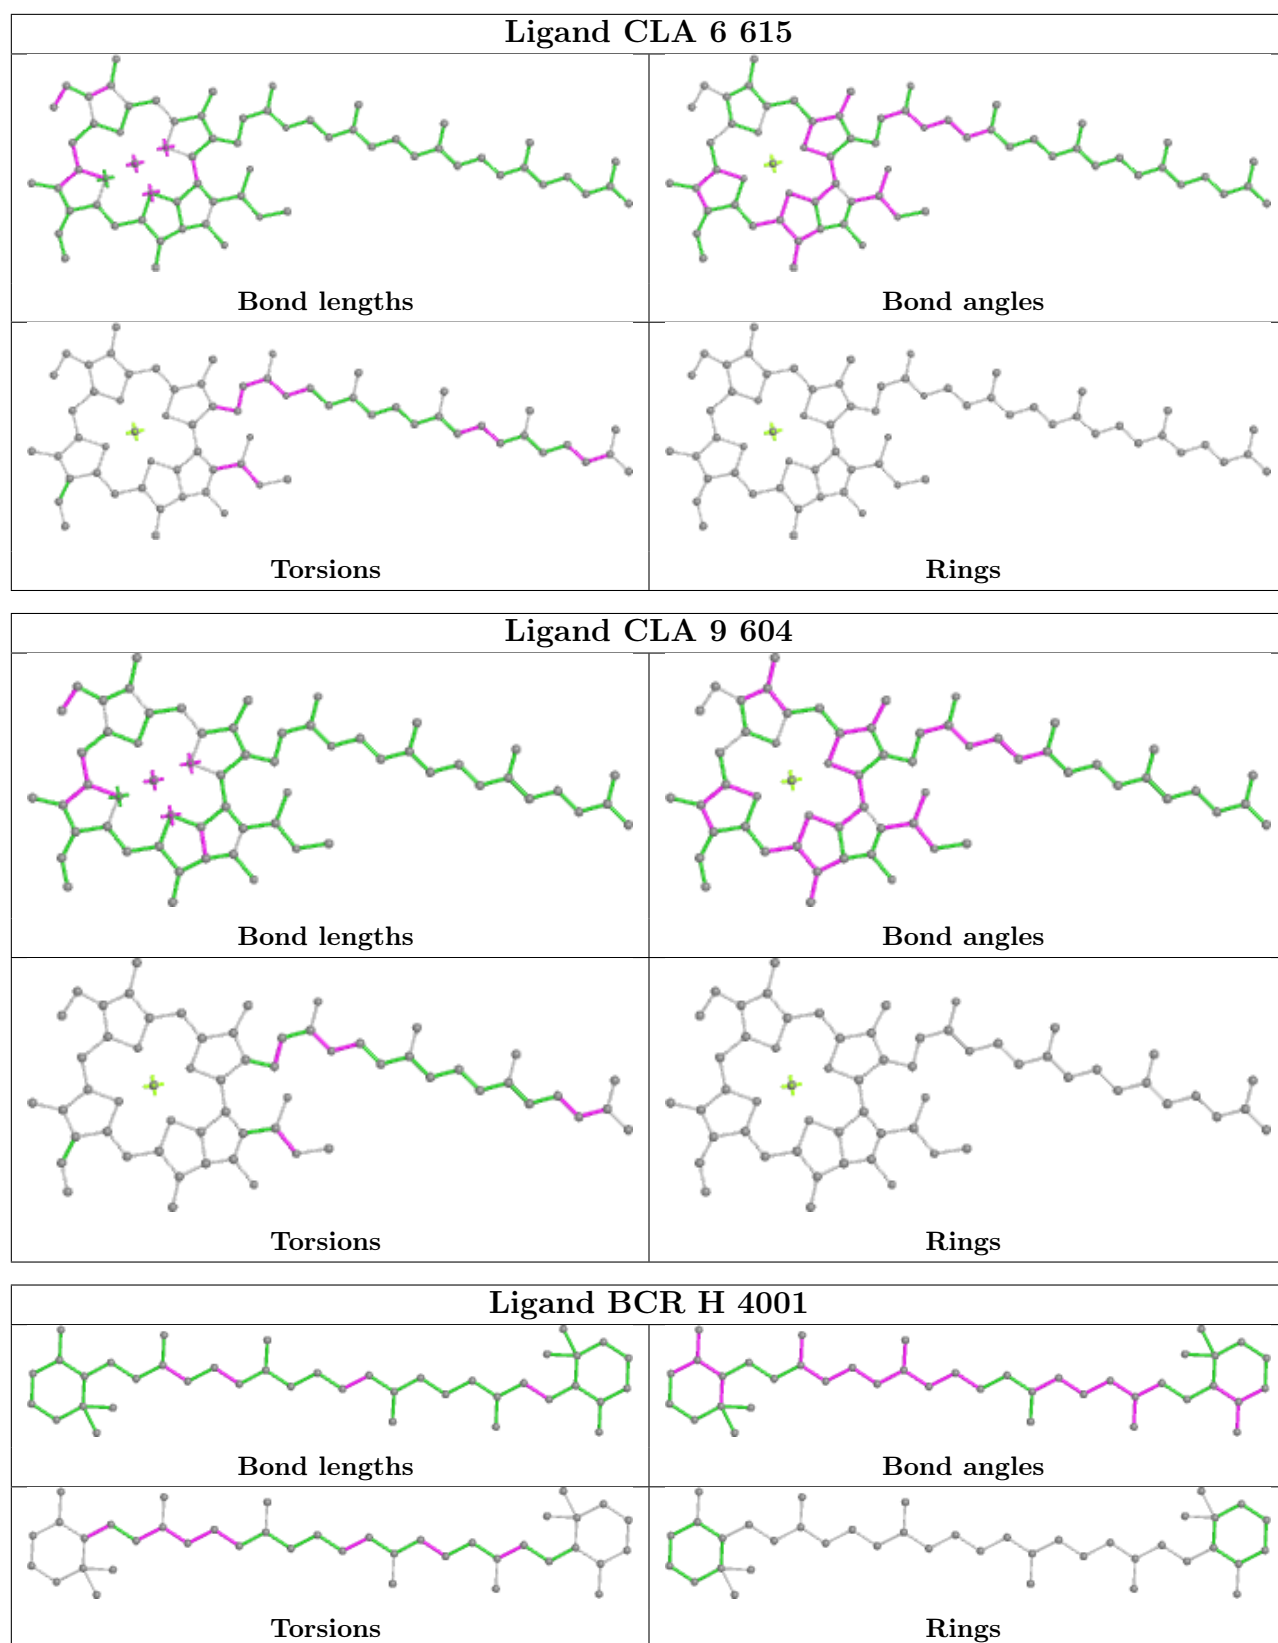 Ligand CLA 6 615
Bond lengths
Bond angles
Torsions
Rings
Ligand CLA 9 604
Bond lengths
Bond angles
Torsions
Rings
Ligand BCR H 4001
Bond lengths
Bond angles
Torsions
Rings